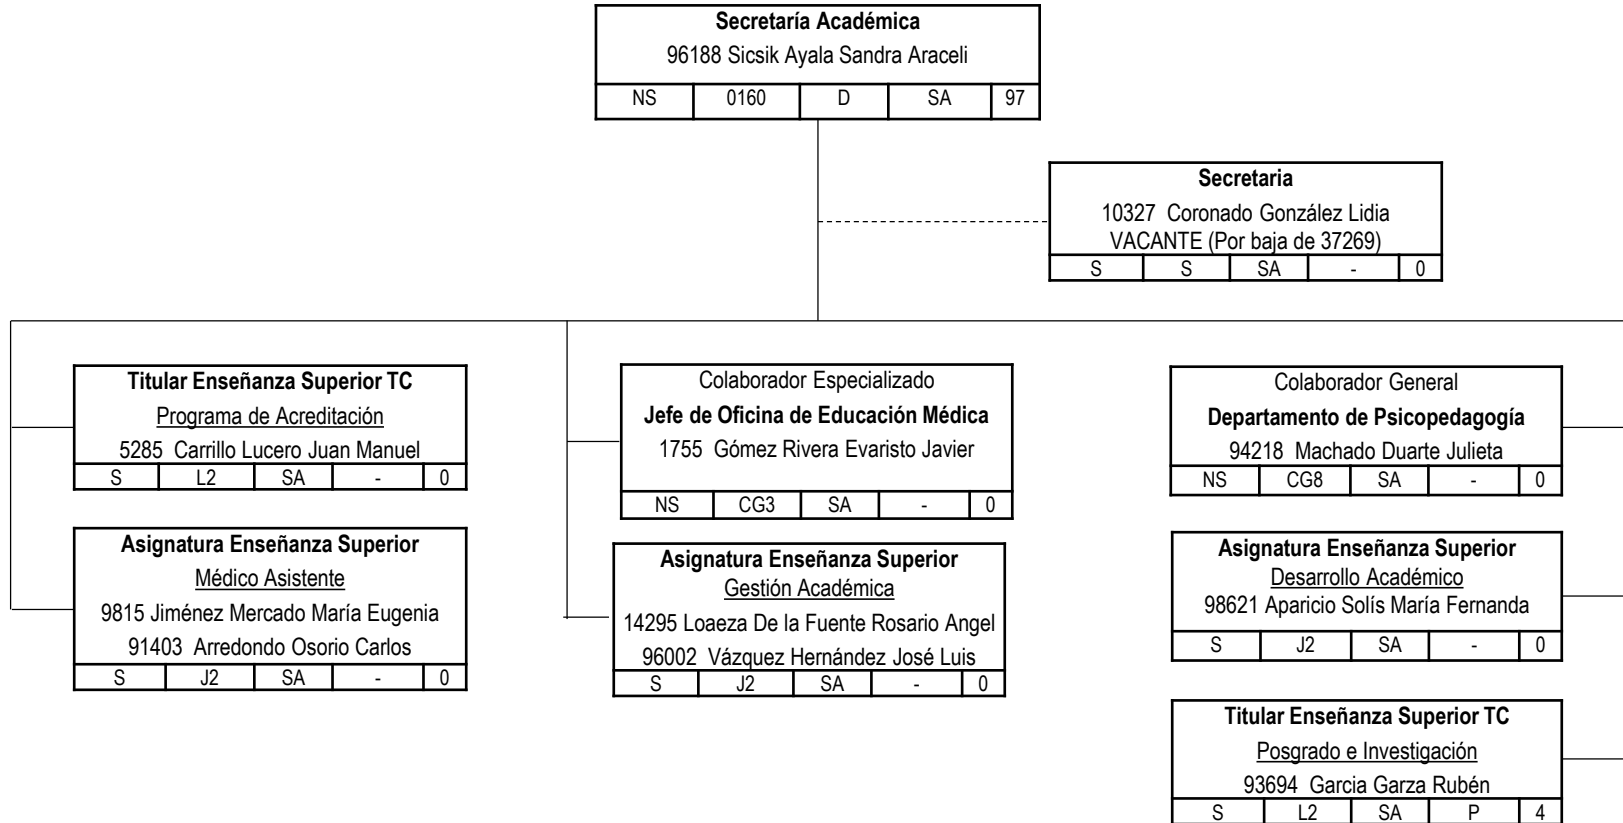 Secretaría Académica
96188 Sicsik Ayala Sandra Araceli
NS 0160 D SA 97
Secretaria
10327 Coronado González Lidia
VACANTE (Por baja de 37269)
S S SA - 0
Titular Enseñanza Superior TC
Programa de Acreditación
5285 Carrillo Lucero Juan Manuel
S L2 SA - 0
Asignatura Enseñanza Superior
Médico Asistente
9815 Jiménez Mercado María Eugenia
91403 Arredondo Osorio Carlos
S J2 SA - 0
Colaborador Especializado
Jefe de Oficina de Educación Médica
1755 Gómez Rivera Evaristo Javier
NS CG3 SA - 0
Asignatura Enseñanza Superior
Gestión Académica
14295 Loaeza De la Fuente Rosario Angel
96002 Vázquez Hernández José Luis
S J2 SA - 0
Colaborador General
Departamento de Psicopedagogía
94218 Machado Duarte Julieta
NS CG8 SA - 0
Asignatura Enseñanza Superior
Desarrollo Académico
98621 Aparicio Solís María Fernanda
S J2 SA - 0
Titular Enseñanza Superior TC
Posgrado e Investigación
93694 Garcia Garza Rubén
S L2 SA P 4